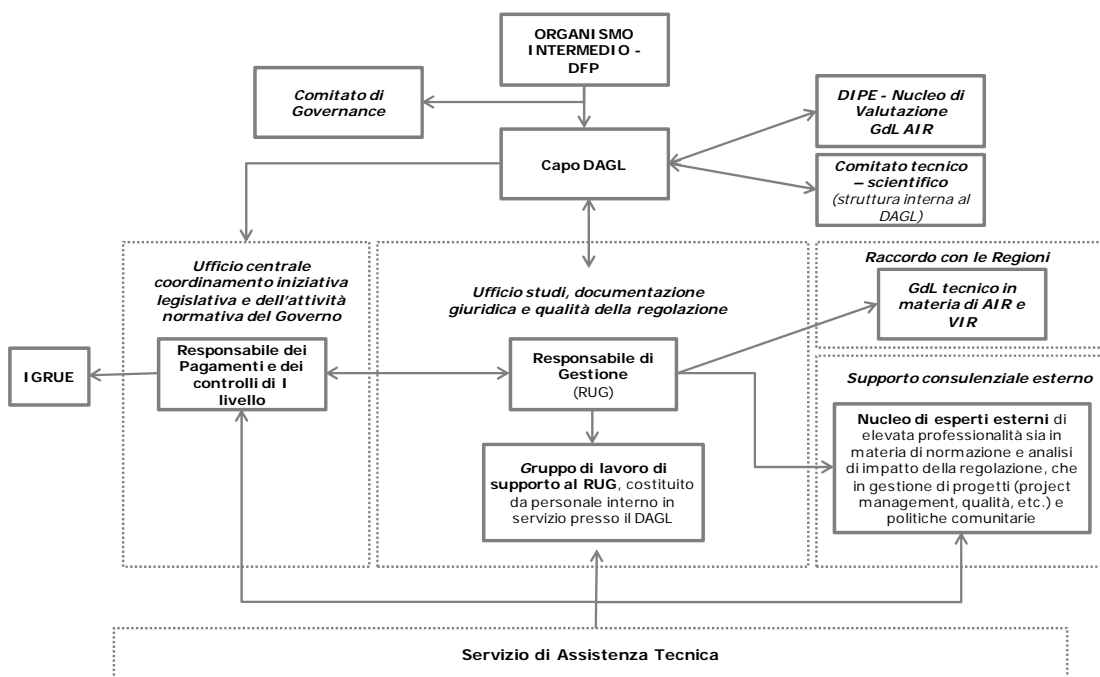 ORGANISMO
INTERMEDIO -
DFP
Comitato di
Governance
DIPE - Nucleo di
Valutazione
GdL AIR
Capo DAGL
Comitato tecnico
– scientifico
(struttura interna al
DAGL)
Ufficio centrale
coordinamento iniziativa
legislativa e dell'attività
normativa del Governo
Ufficio studi, documentazione
giuridica e qualità della regolazione
Raccordo con le Regioni
GdL tecnico in
materia di AIR e
VIR
IGRUE
Responsabile dei
Pagamenti e dei
controlli di I
livello
Responsabile di
Gestione
(RUG)
Supporto consulenziale esterno
Nucleo di esperti esterni di
elevata professionalità sia in
materia di normazione e analisi
di impatto della regolazione, che
in gestione di progetti (project
management, qualità, etc.) e
politiche comunitarie
Gruppo di lavoro di
supporto al RUG, costituito
da personale interno in
servizio presso il DAGL
Servizio di Assistenza Tecnica